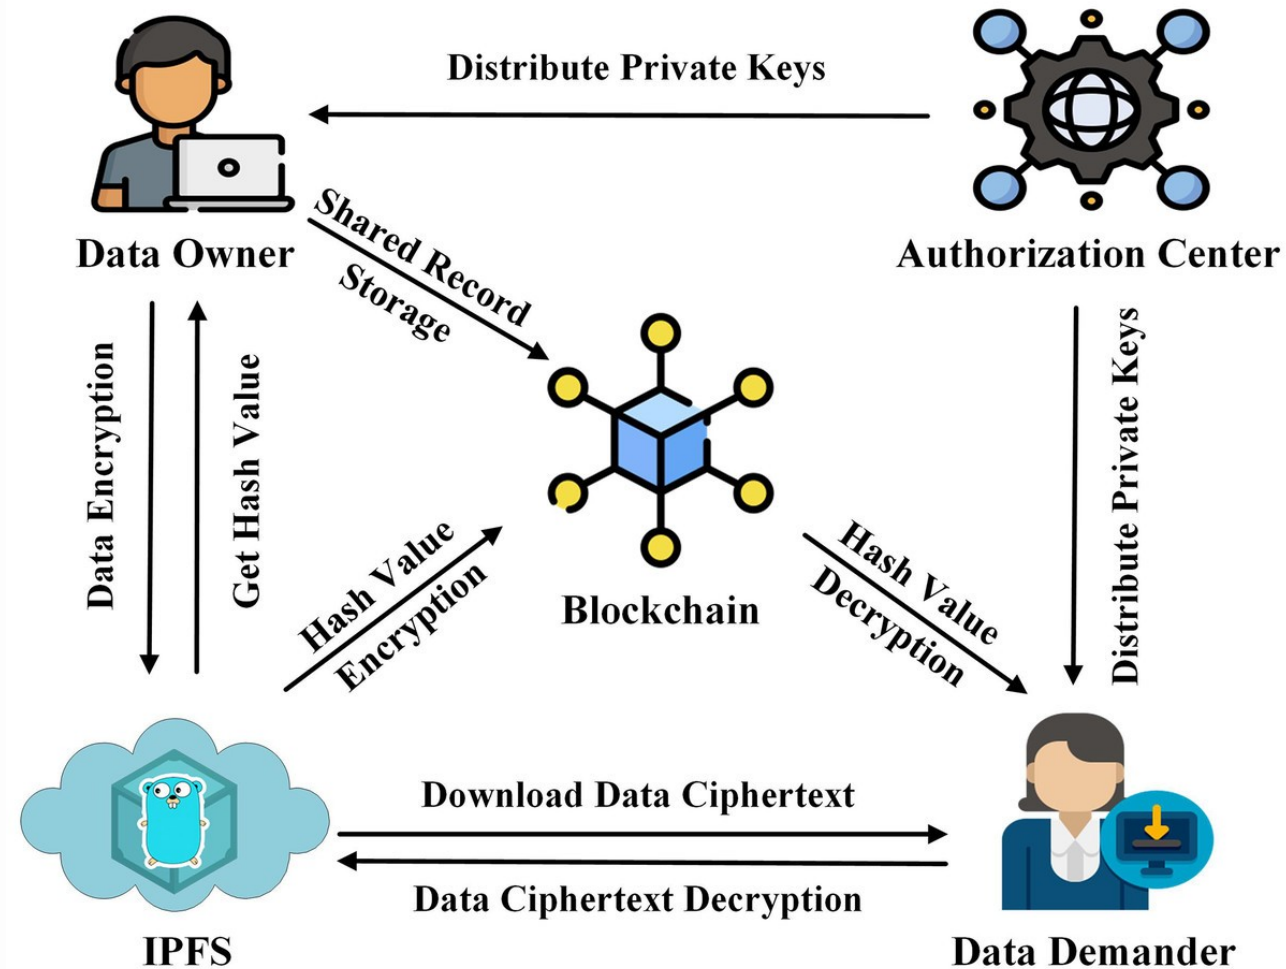 Distribute Private Keys
Data Owner
Authorization Center
Shared Record
Storage
Data Encryption
Get Hash Value
Distribute Private Keys
Hash Value
Encryption
Blockchain
Hash Value
Decryption
Download Data Ciphertext
Data Ciphertext Decryption
IPFS
Data Demander